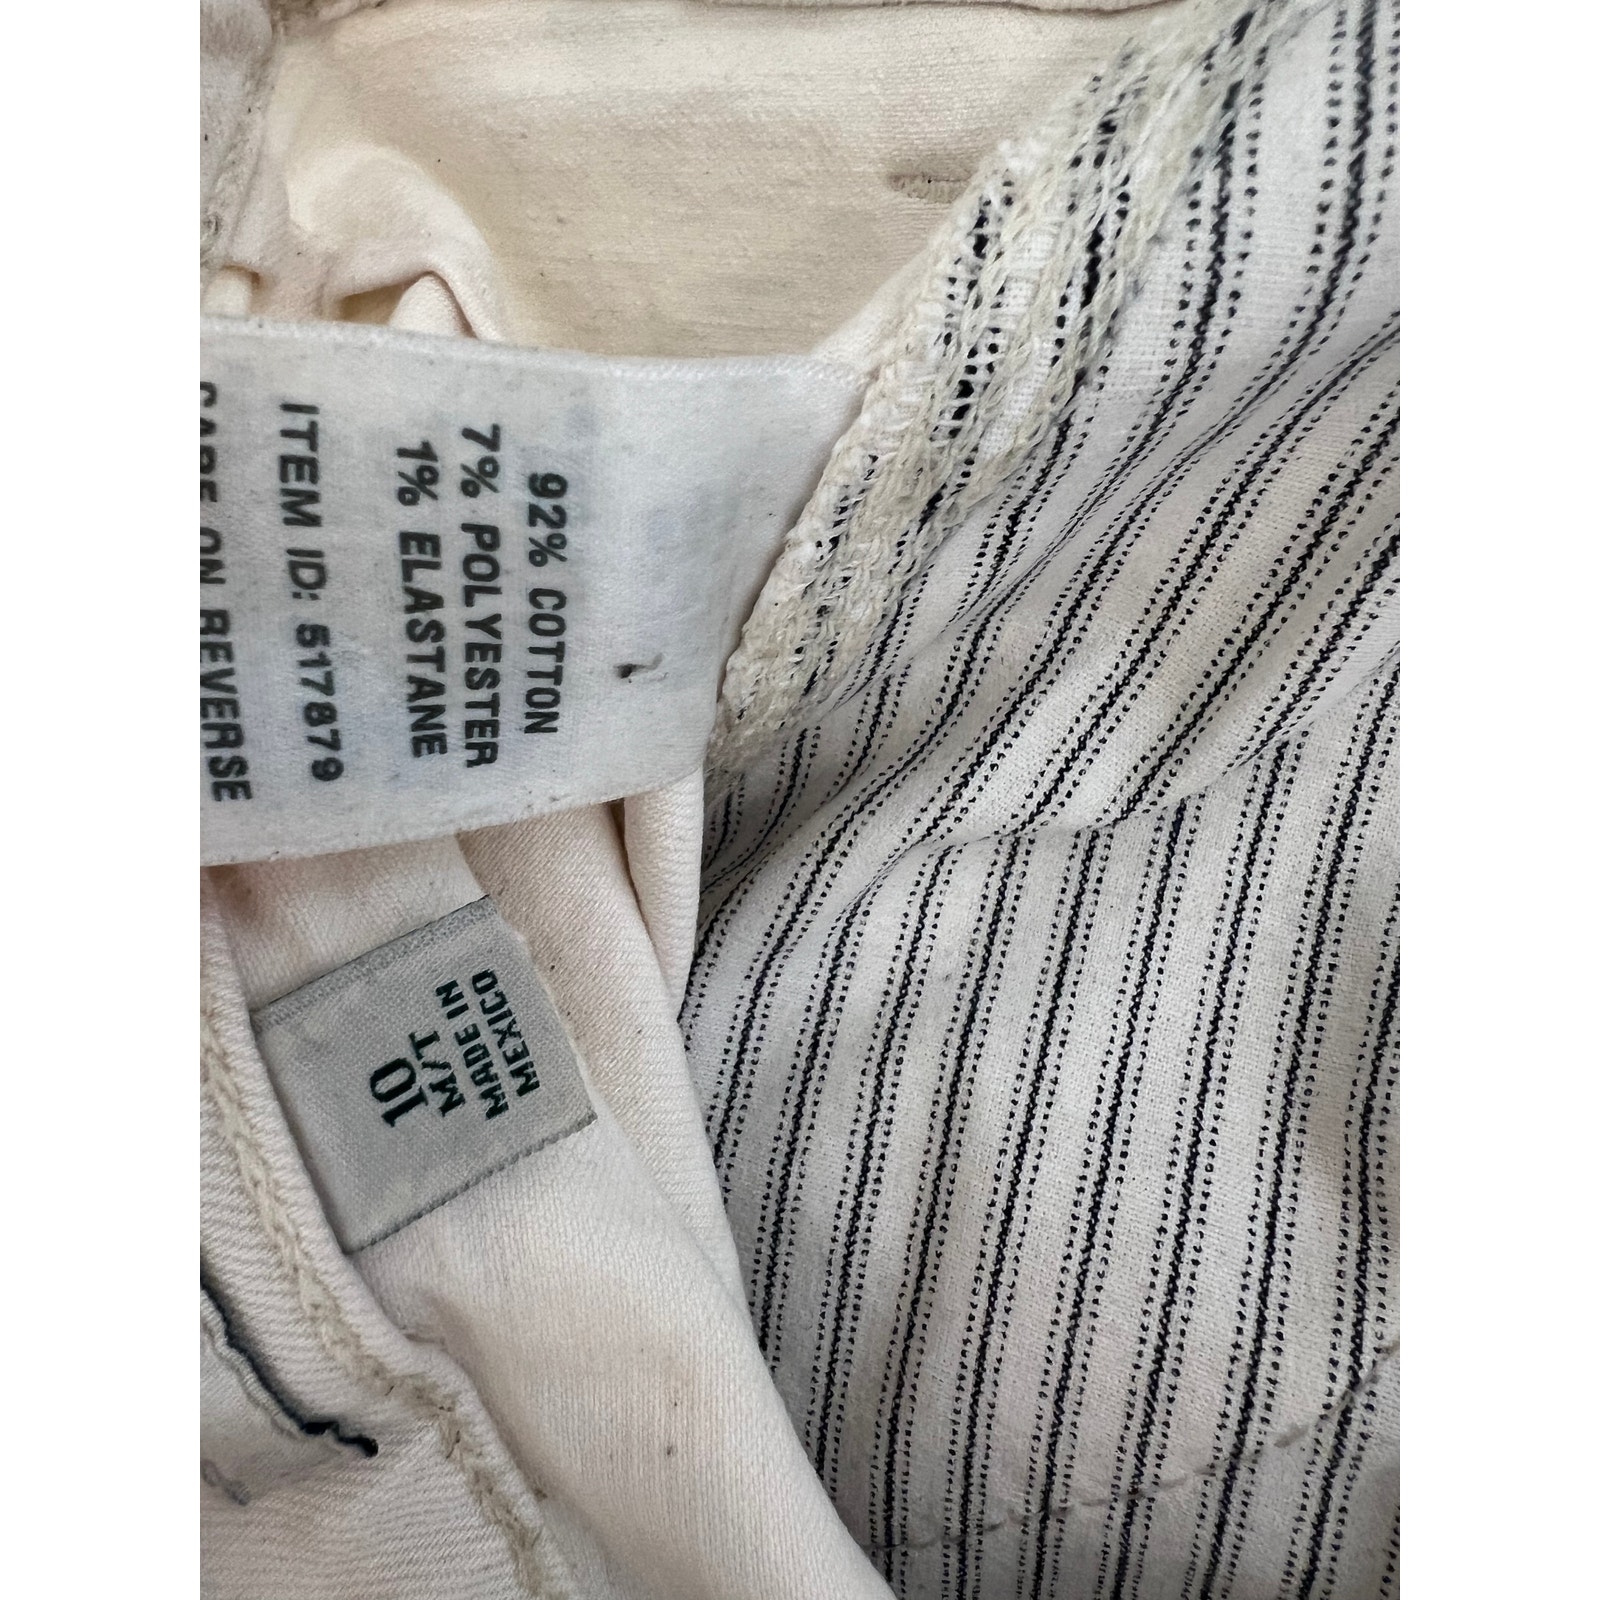 92% COTTON
7% POLYESTER
1% ELASTANE
ITEM ID: 517879
CARE ON REVERSE
10
M/T
MADE IN
MEXICO